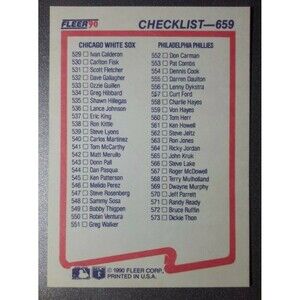 FLEER '90
CHECKLIST—659
CHICAGO WHITE SOX
529 Ivan Calderon
530 Carlton Fisk
531 Scott Fletcher
532 Dave Gallagher
533 Ozzie Guillen
534 Greg Hibbard
535 Shawn Hillegas
536 Lance Johnson
537 Eric King
538 Ron Kittle
539 Steve Lyons
540 Carlos Martinez
541 Tom McCarthy
542 Matt Merullo
543 Donn Pall
544 Dan Pasqua
545 Ken Patterson
546 Melido Perez
547 Steve Rosenberg
548 Sammy Sosa
549 Bobby Thigpen
550 Robin Ventura
551 Greg Walker
PHILADELPHIA PHILLIES
552 Don Carman
553 Pat Combs
554 Dennis Cook
555 Darren Daulton
556 Lenny Dykstra
557 Curt Ford
558 Charlie Hayes
559 Von Hayes
560 Tom Herr
561 Ken Howell
562 Steve Jeltz
563 Ron Jones
564 Ricky Jordan
565 John Kruk
566 Steve Lake
567 Roger McDowell
568 Terry Mulholland
569 Dwayne Murphy
570 Jeff Parrett
571 Randy Ready
572 Bruce Ruffin
573 Dickie Thon
© 1990 FLEER CORP.
PRINTED IN U.S.A.